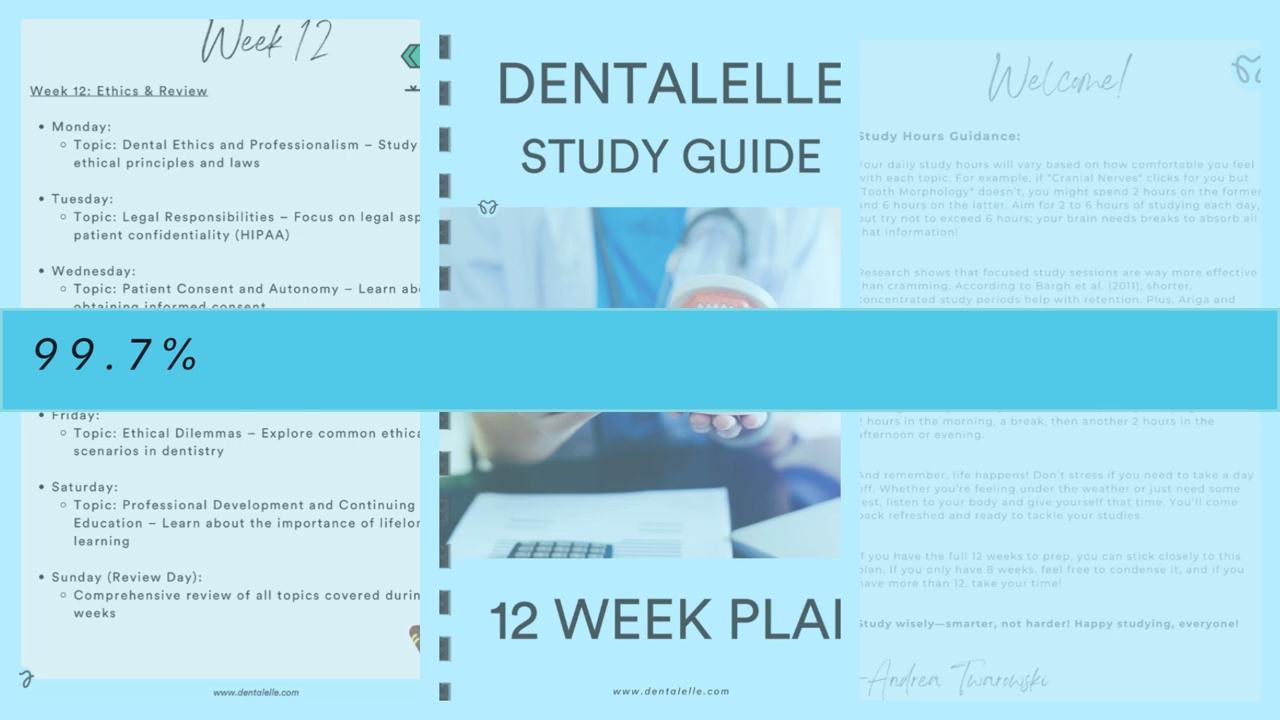 Week 12
Week 12: Ethics & Review
• Monday:
○ Topic: Dental Ethics and Professionalism – Study
ethical principles and laws
• Tuesday:
○ Topic: Legal Responsibilities – Focus on legal asp
patient confidentiality (HIPAA)
• Wednesday:
○ Topic: Patient Consent and Autonomy – Learn ab
obtaining informed consent
99.7%
Friday:
○ Topic: Ethical Dilemmas – Explore common ethica
scenarios in dentistry
• Saturday:
○ Topic: Professional Development and Continuing
Education – Learn about the importance of lifelon
learning
• Sunday (Review Day):
○ Comprehensive review of all topics covered durin
weeks
www.dentalelle.com
DENTALELLE
STUDY GUIDE
12 WEEK PLAN
www.dentalelle.com
Welcome!
Study Hours Guidance:
Your daily study hours will vary based on how comfortable you feel
with each topic. For example, if "Cranial Nerves" clicks for you but
"Tooth Morphology" doesn't, you might spend 2 hours on the former
and 6 hours on the latter. Aim for 2 to 6 hours of studying each day,
but try not to exceed 6 hours; your brain needs breaks to absorb all
that information!
Research shows that focused study sessions are way more effective
than cramming. According to Bargh et al. (2011), shorter,
concentrated study periods help with retention. Plus, Ariga and
2 hours in the morning, a break, then another 2 hours in the
afternoon or evening.
And remember, life happens! Don't stress if you need to take a day
off. Whether you're feeling under the weather or just need some
rest, listen to your body and give yourself that time. You'll come
back refreshed and ready to tackle your studies.
If you have the full 12 weeks to prep, you can stick closely to this
plan. If you only have 8 weeks, feel free to condense it, and if you
have more than 12, take your time!
Study wisely—smarter, not harder! Happy studying, everyone!
-Andrea Twarowski